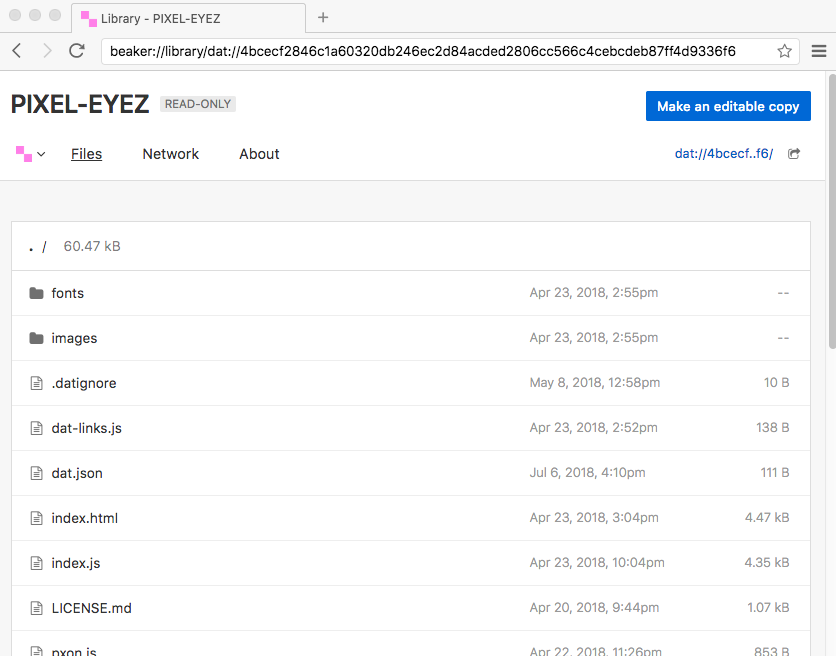 Library - PIXEL-EYEZ
beaker://library/dat://4bcecf2846c1a60320db246ec2d84acded2806cc566c4cebcdeb87ff4d9336f6
PIXEL-EYEZ READ-ONLY Make an editable copy
Files Network About dat://4bcecf..f6/
. / 60.47 kB
fonts Apr 23, 2018, 2:55pm --
images Apr 23, 2018, 2:55pm --
.datignore May 8, 2018, 12:58pm 10 B
dat-links.js Apr 23, 2018, 2:52pm 138 B
dat.json Jul 6, 2018, 4:10pm 111 B
index.html Apr 23, 2018, 3:04pm 4.47 kB
index.js Apr 23, 2018, 10:04pm 4.35 kB
LICENSE.md Apr 20, 2018, 9:44pm 1.07 kB
pxon.js Apr 22, 2018, 11:26pm 853 B